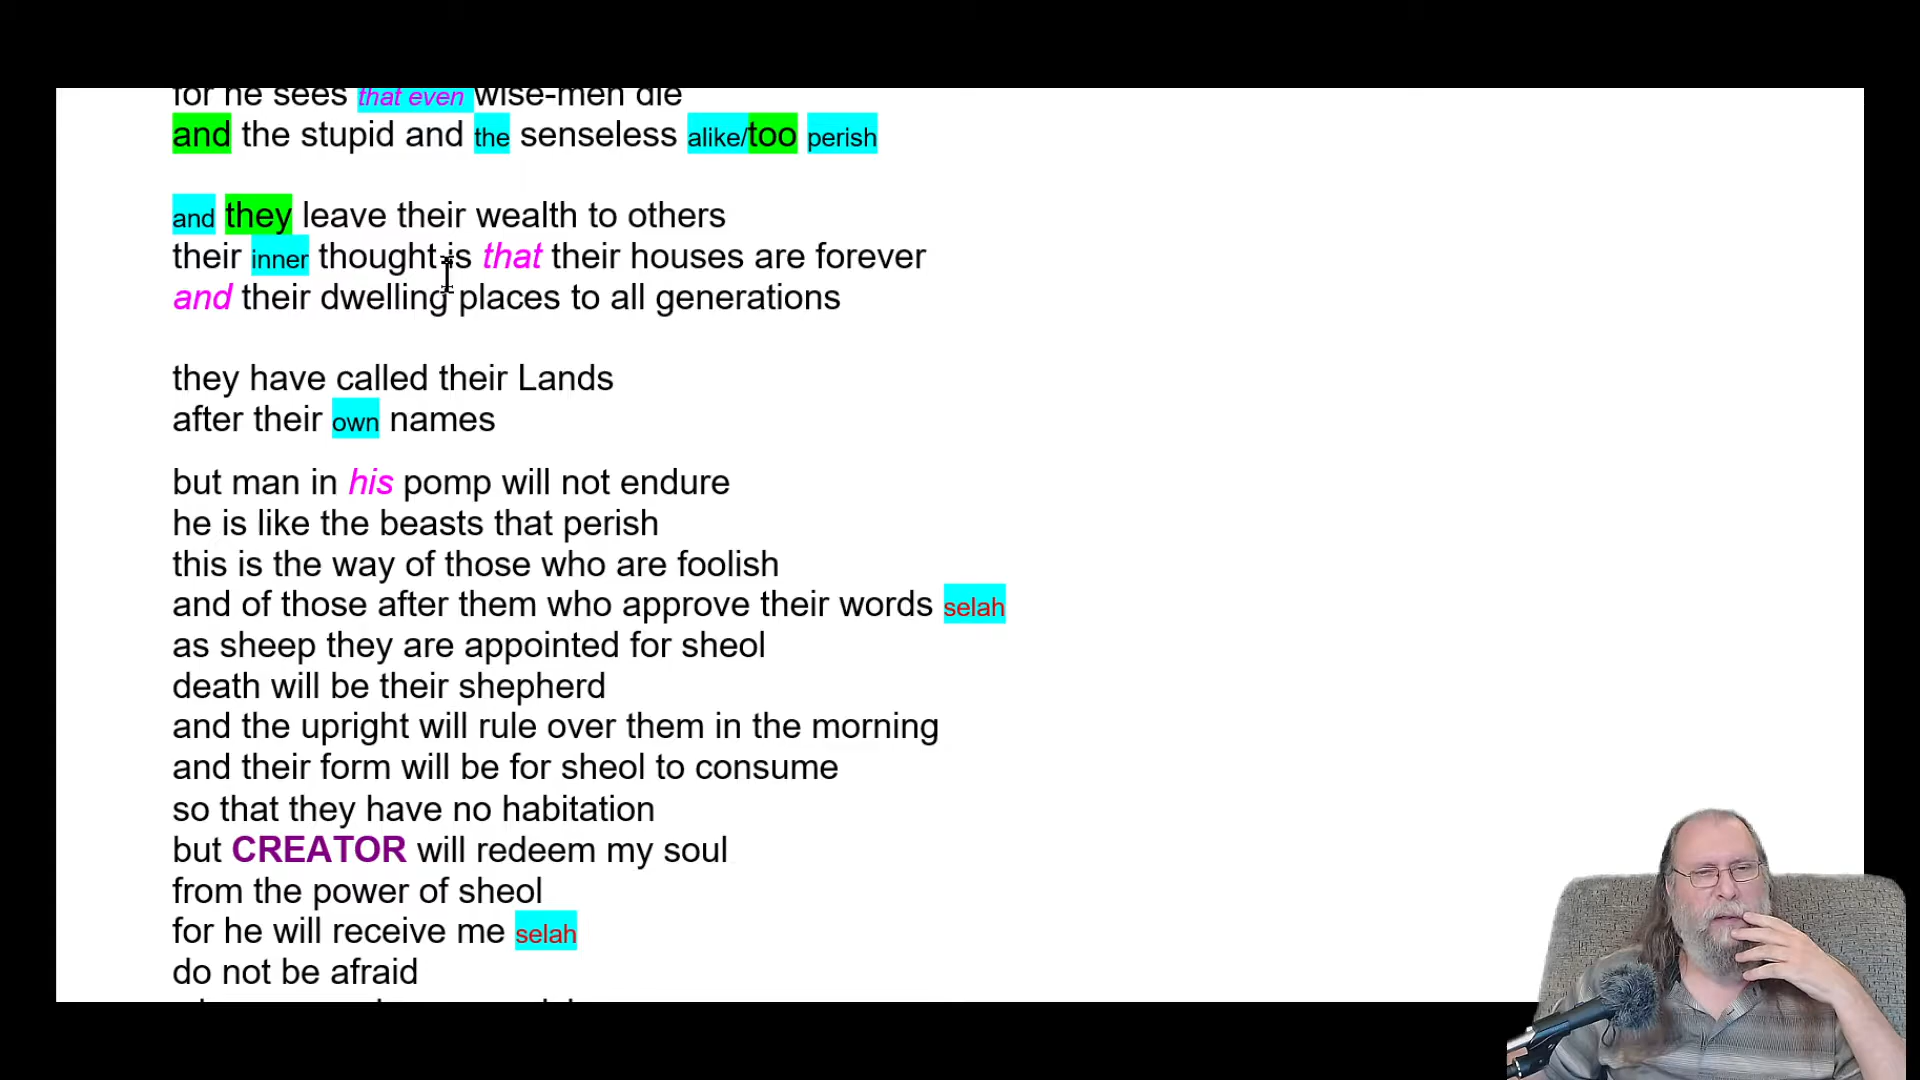 for he sees that even wise-men die
and the stupid and the senseless alike/too perish
and they leave their wealth to others
their inner thought is that their houses are forever
and their dwelling places to all generations
they have called their Lands
after their own names
but man in his pomp will not endure
he is like the beasts that perish
this is the way of those who are foolish
and of those after them who approve their words selah
as sheep they are appointed for sheol
death will be their shepherd
and the upright will rule over them in the morning
and their form will be for sheol to consume
so that they have no habitation
but CREATOR will redeem my soul
from the power of sheol
for he will receive me selah
do not be afraid